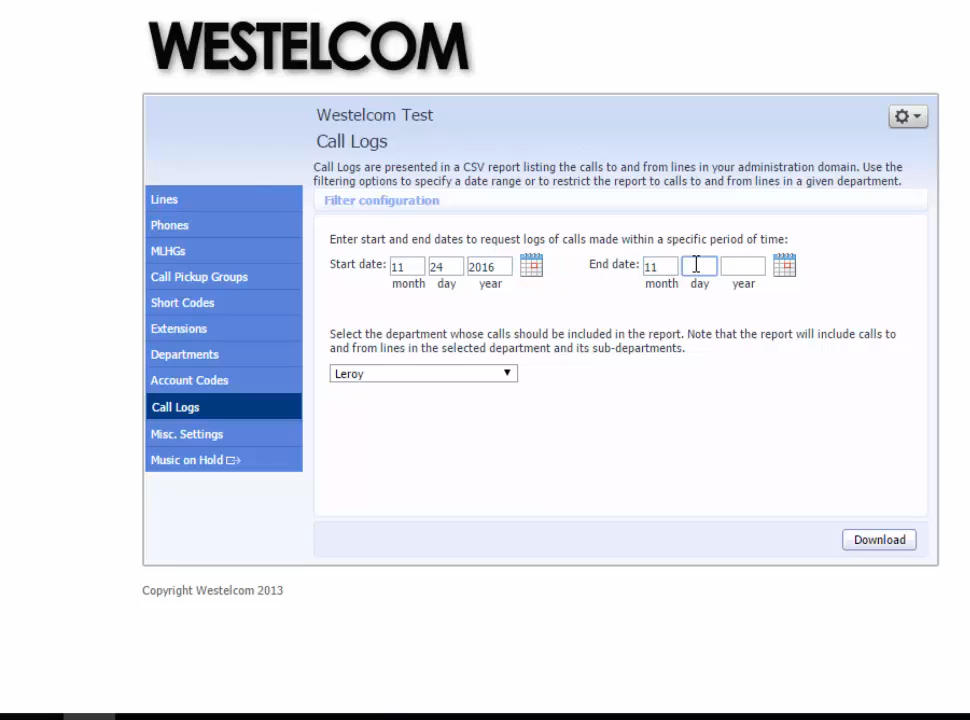 WESTELCOM
Westelcom Test
Call Logs
Call Logs are presented in a CSV report listing the calls to and from lines in your administration domain. Use the
filtering options to specify a date range or to restrict the report to calls to and from lines in a given department.
Filter configuration
Lines
Phones
MLHGs
Call Pickup Groups
Short Codes
Extensions
Departments
Account Codes
Call Logs
Misc. Settings
Music on Hold
Enter start and end dates to request logs of calls made within a specific period of time:
Start date: 11 24 2016 End date: 11
month day year month day year
Select the department whose calls should be included in the report. Note that the report will include calls to
and from lines in the selected department and its sub-departments.
Leroy
Download
Copyright Westelcom 2013